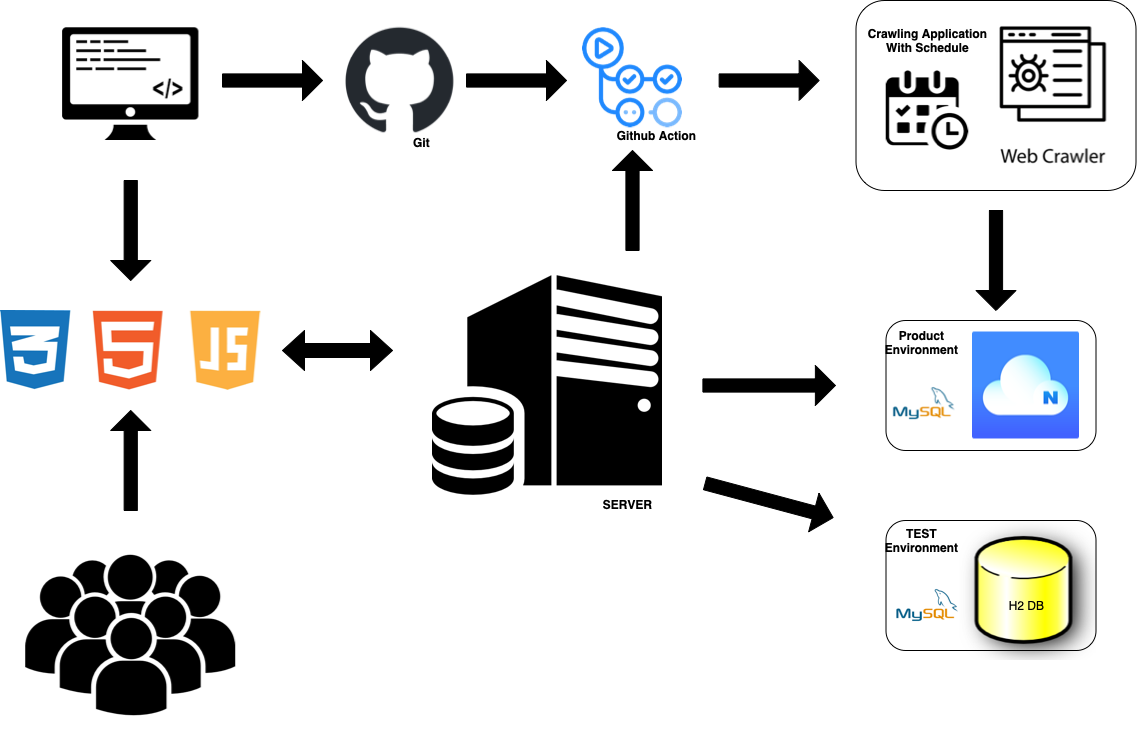 </>
Git
Github Action
Crawling Application
With Schedule
Web Crawler
3
5
JS
SERVER
Product
Environment
MySQL
N
TEST
Environment
MySQL
H2 DB